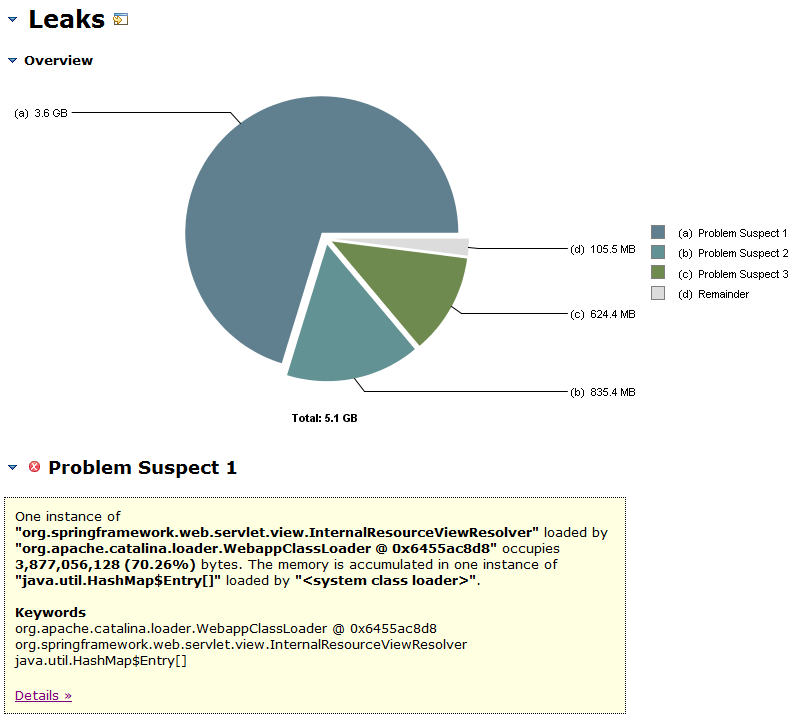 Leaks
Overview
(a) 3.6 GB
(a) Problem Suspect 1
(d) 105.5 MB
(b) Problem Suspect 2
(c) Problem Suspect 3
(d) Remainder
(c) 624.4 MB
(b) 835.4 MB
Total: 5.1 GB
Problem Suspect 1
One instance of
"org.springframework.web.servlet.view.InternalResourceViewResolver" loaded by
"org.apache.catalina.loader.WebappClassLoader @ 0x6455ac8d8" occupies
3,877,056,128 (70.26%) bytes. The memory is accumulated in one instance of
"java.util.HashMap$Entry[]" loaded by "<system class loader>".
Keywords
org.apache.catalina.loader.WebappClassLoader @ 0x6455ac8d8
org.springframework.web.servlet.view.InternalResourceViewResolver
java.util.HashMap$Entry[]
Details »